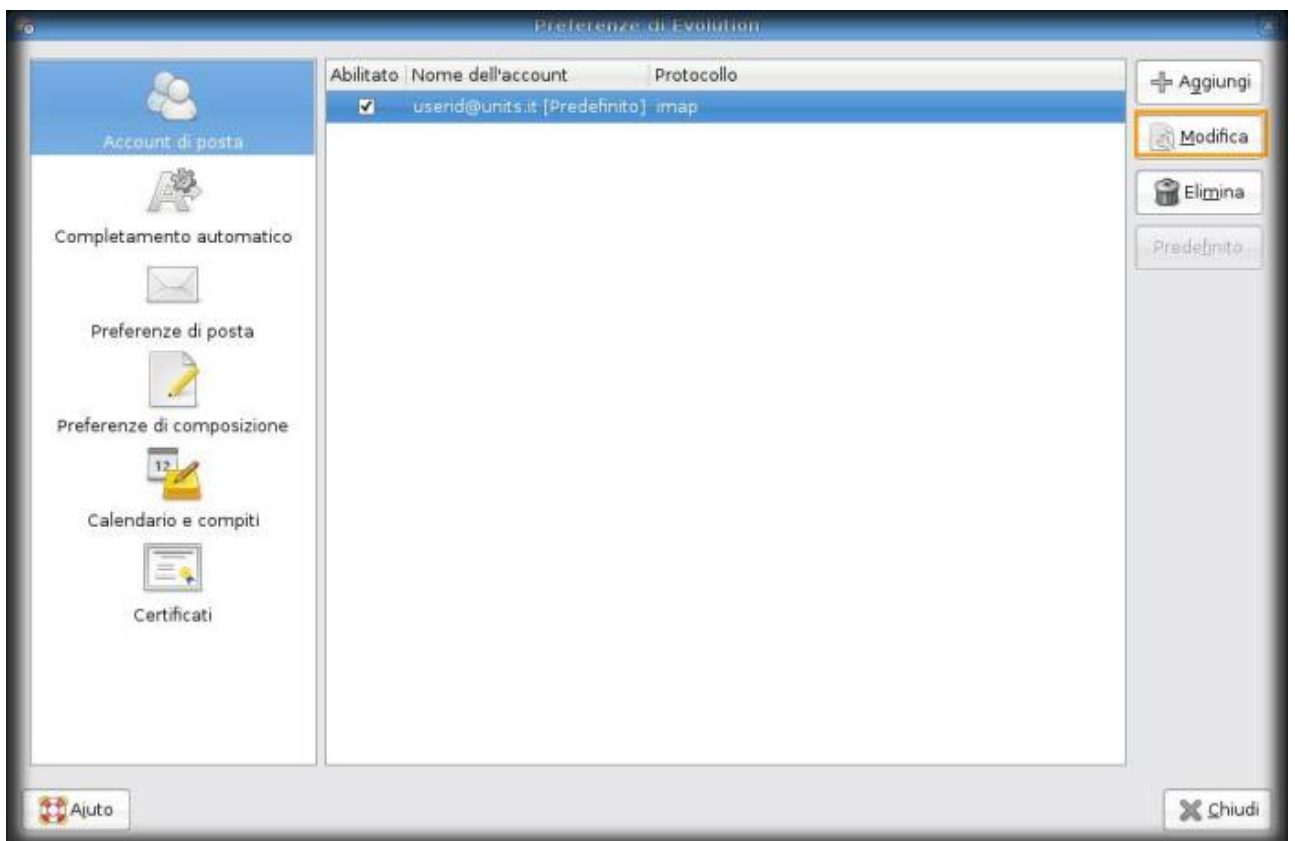 Preferenze di Evolution
Abilitato Nome dell'account Protocollo
userid@units.it [Predefinito] imap
Account di posta
Completamento automatico
Preferenze di posta
Preferenze di composizione
12
Calendario e compiti
Certificati
Aggiungi
Modifica
Elimina
Predefinito
Aiuto
Chiudi